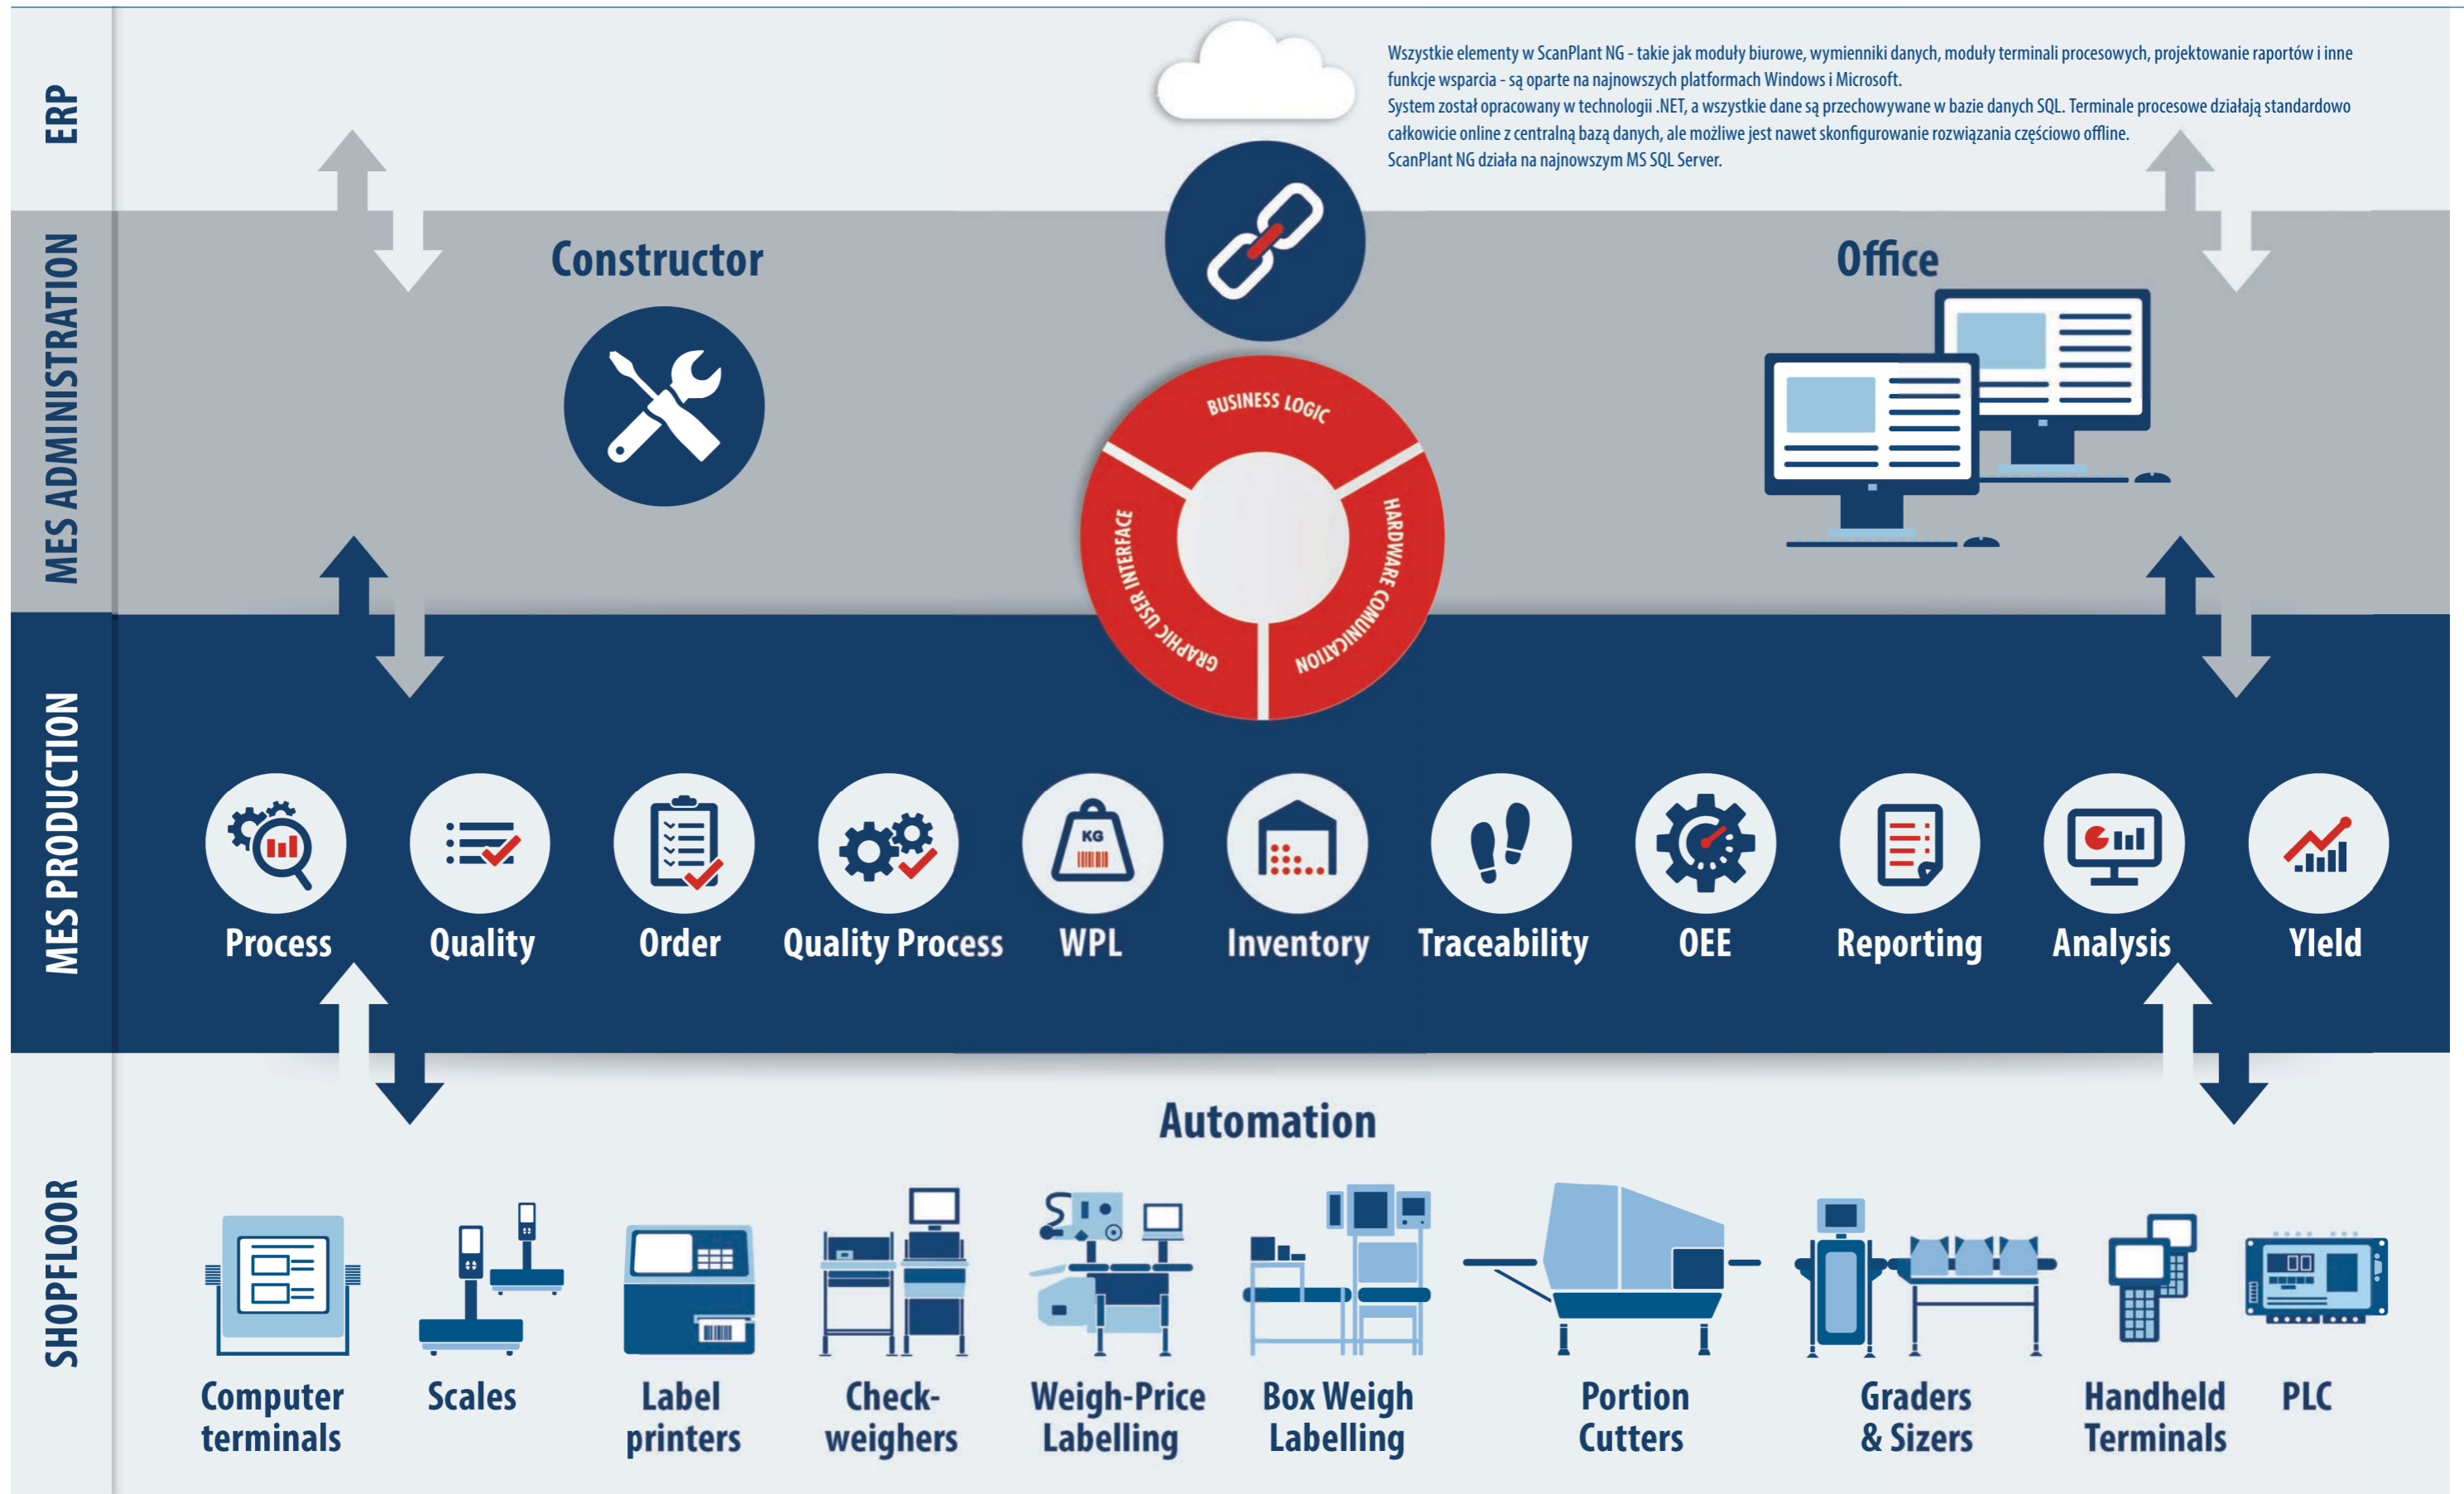 Wszystkie elementy w ScanPlant NG - takie jak moduły biurowe, wymienniki danych, moduły terminali procesowych, projektowanie raportów i inne
funkcje wsparcia - są oparte na najnowszych platformach Windows i Microsoft.
System został opracowany w technologii .NET, a wszystkie dane są przechowywane w bazie danych SQL. Terminale procesowe działają standardowo
całkowicie online z centralną bazą danych, ale możliwe jest nawet skonfigurowanie rozwiązania częściowo offline.
ScanPlant NG działa na najnowszym MS SQL Server.
ERP
MES ADMINISTRATION
Constructor
Office
BUSINESS LOGIC
GRAPHIC USER INTERFACE
HARDWARE COMUNICATION
MES PRODUCTION
KG
Process
Quality
Order
Quality Process
WPL
Inventory
Traceability
OEE
Reporting
Analysis
YIeld
SHOPFLOOR
Automation
Computer
terminals
Scales
Label
printers
Check-
weighers
Weigh-Price
Labelling
Box Weigh
Labelling
Portion
Cutters
Graders
& Sizers
Handheld
Terminals
PLC